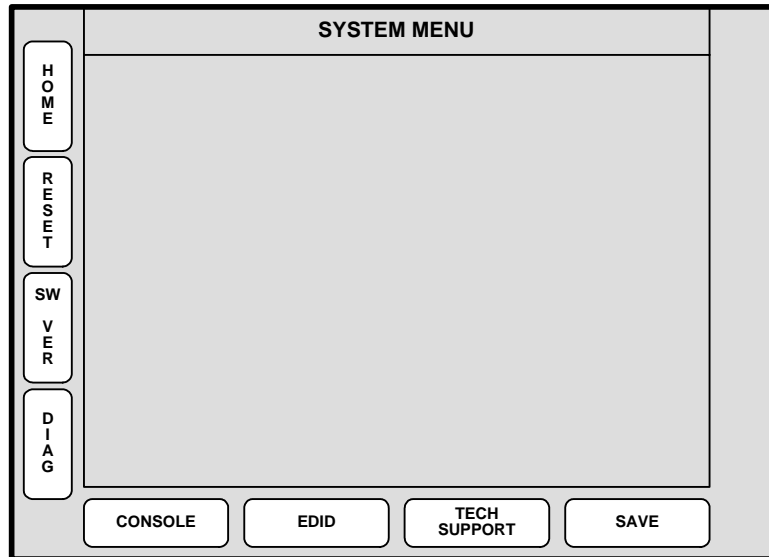 SYSTEM MENU
HOME
RESET
SW
VER
DIAG
CONSOLE
EDID
TECH
SUPPORT
SAVE